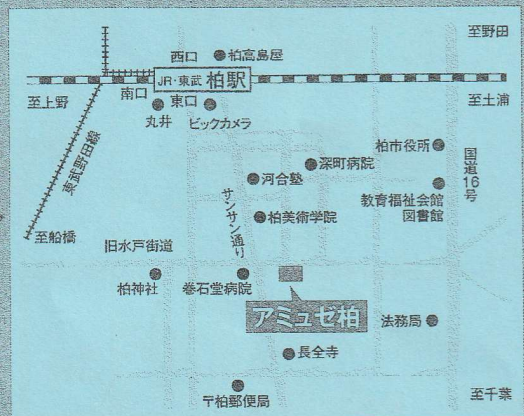 至野田
西口 柏高島屋
JR・東武 柏駅
至上野
南口
東口
至土浦
丸井
ビックカメラ
東武野田線
柏市役所
国道16号
深町病院
河合塾
教育福祉会館
図書館
サンサン通り
柏美術学院
至船橋
旧水戸街道
柏神社
巻石堂病院
アミュゼ柏
法務局
長全寺
〒柏郵便局
至千葉